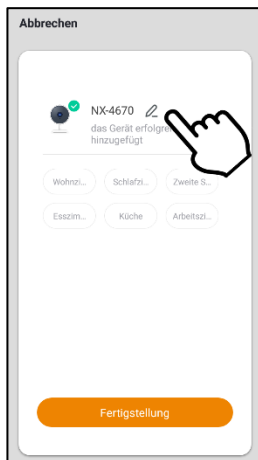 Abbrechen
NX-4670
das Gerät erfolgre
hinzugefügt
Wohnzi... Schlafzi... Zweite S...
Esszim... Küche Arbeitszi...
Fertigstellung